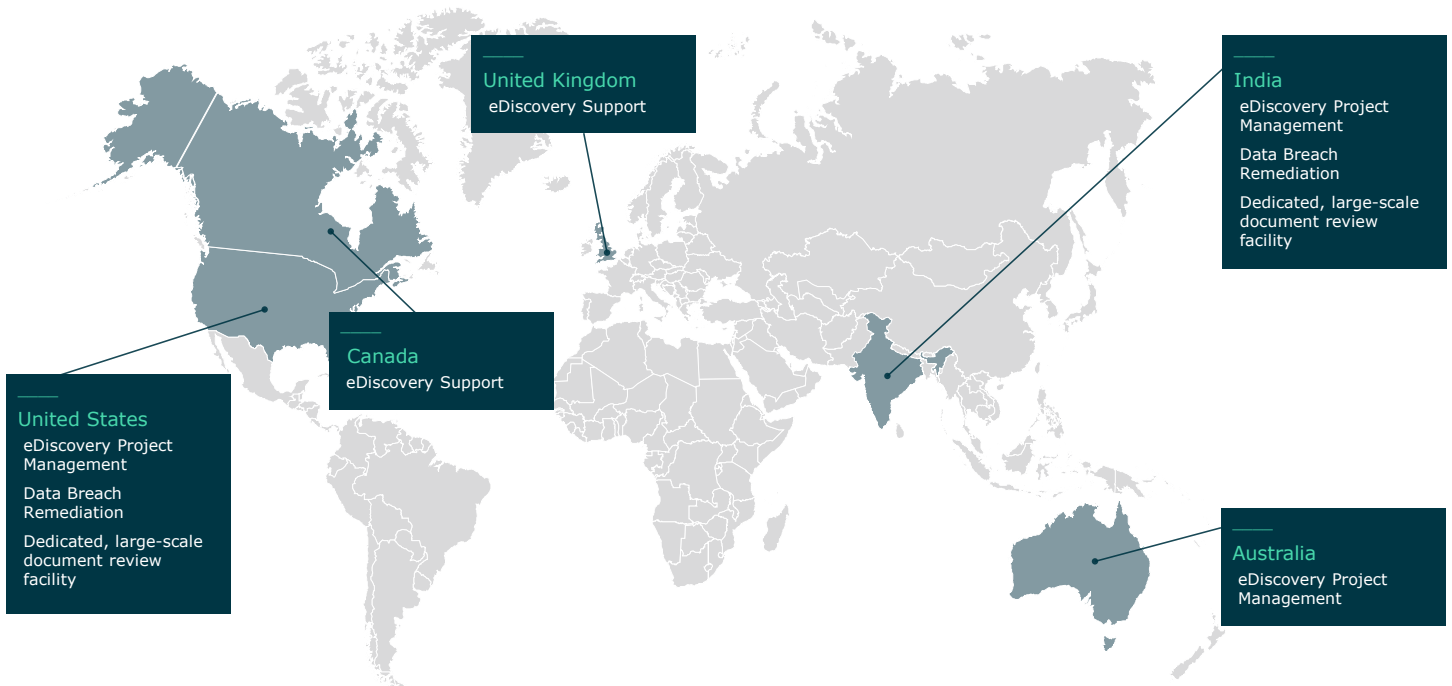 United Kingdom
eDiscovery Support
India
eDiscovery Project
Management
Data Breach
Remediation
Dedicated, large-scale
document review
facility
Canada
eDiscovery Support
United States
eDiscovery Project
Management
Data Breach
Remediation
Dedicated, large-scale
document review
facility
Australia
eDiscovery Project
Management